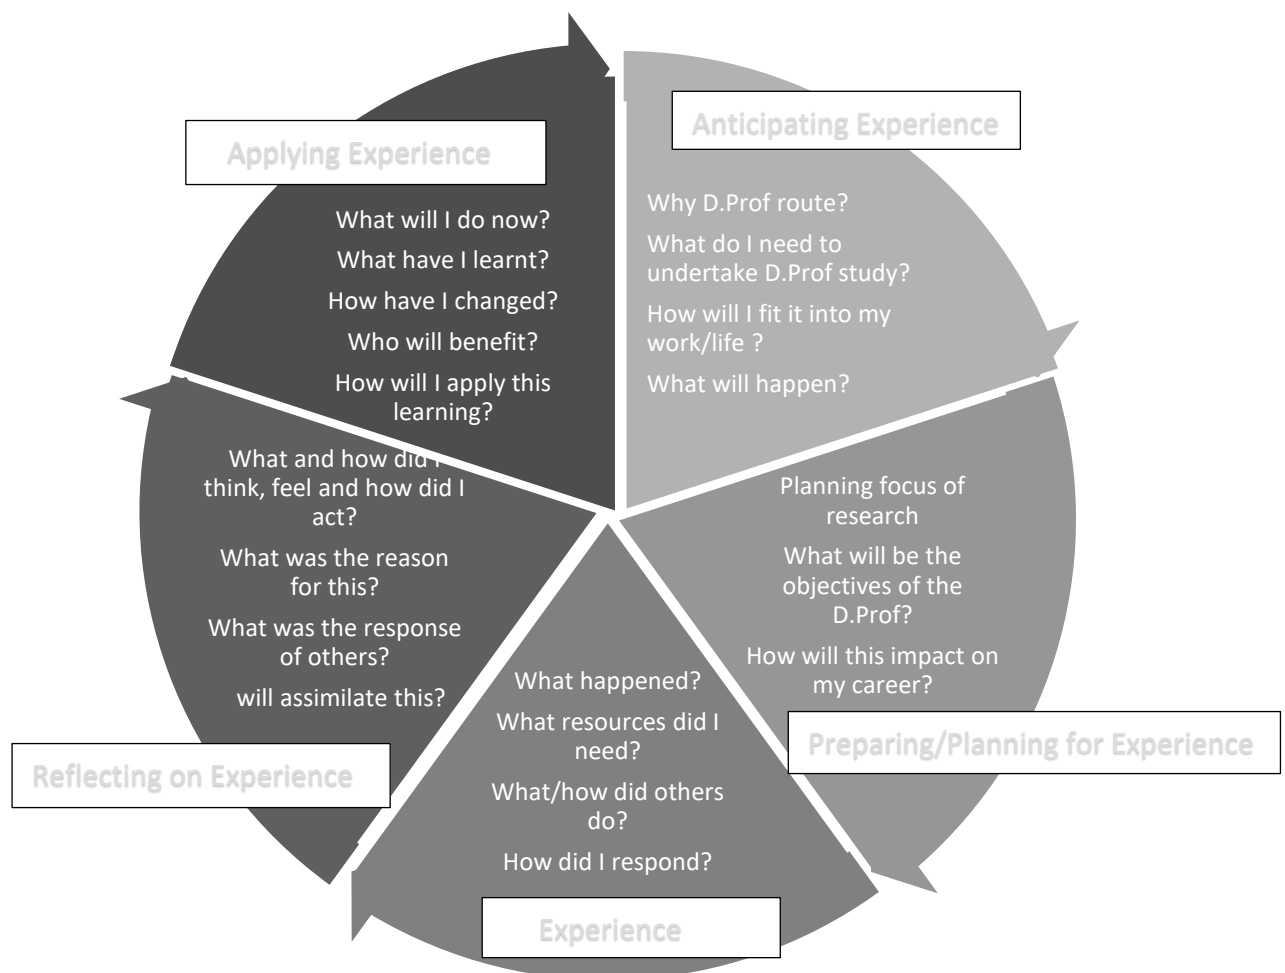 Applying Experience
What will I do now?
What have I learnt?
How have I changed?
Who will benefit?
How will I apply this
learning?
Anticipating Experience
Why D.Prof route?
What do I need to
undertake D.Prof study?
How will I fit it into my
work/life ?
What will happen?
Planning focus of
research
What will be the
objectives of the
D.Prof?
How will this impact on
my career?
Preparing/Planning for Experience
What happened?
What resources did I
need?
What/how did others
do?
How did I respond?
Experience
What and how did I
think, feel and how did I
act?
What was the reason
for this?
What was the response
of others?
will assimilate this?
Reflecting on Experience